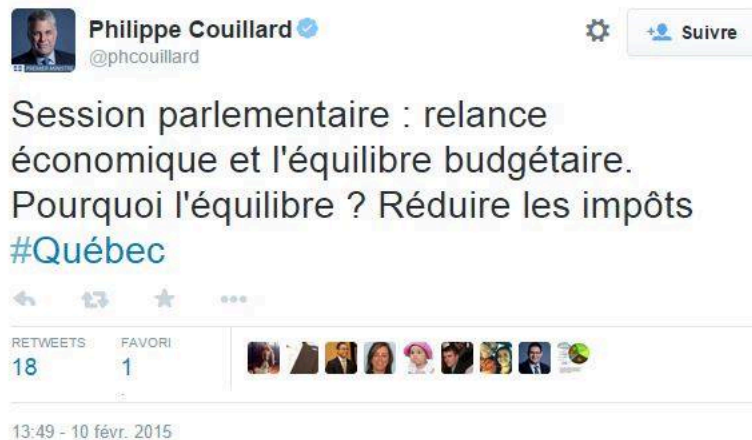 Philippe Couillard
@phcouillard
Suivre
Session parlementaire : relance
économique et l'équilibre budgétaire.
Pourquoi l'équilibre ? Réduire les impôts
#Québec
RETWEETS
FAVORI
18
1
13:49 - 10 févr. 2015